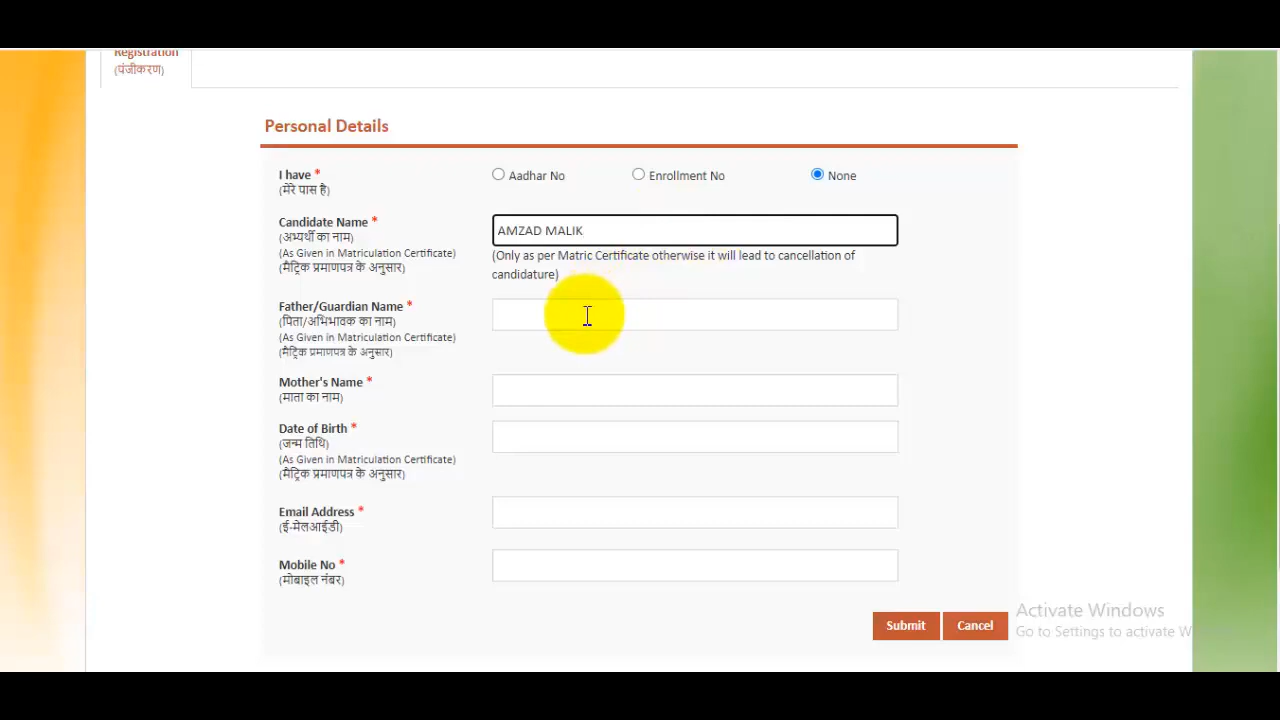 Registration
(पंजीकरण)
Personal Details
I have *
(मेरे पास है)
Aadhar No
Enrollment No
None
Candidate Name *
(अभ्यर्थी का नाम)
(As Given in Matriculation Certificate)
(मैट्रिक प्रमाणपत्र के अनुसार)
AMZAD MALIK
(Only as per Matric Certificate otherwise it will lead to cancellation of
candidature)
Father/Guardian Name *
(पिता/अभिभावक का नाम)
(As Given in Matriculation Certificate)
(मैट्रिक प्रमाणपत्र के अनुसार)
Mother's Name *
(माता का नाम)
Date of Birth *
(जन्म तिथि)
(As Given in Matriculation Certificate)
(मैट्रिक प्रमाणपत्र के अनुसार)
Email Address *
(ई-मेलआईडी)
Mobile No *
(मोबाइल नंबर)
Submit
Cancel
Activate Windows
Go to Settings to activate W